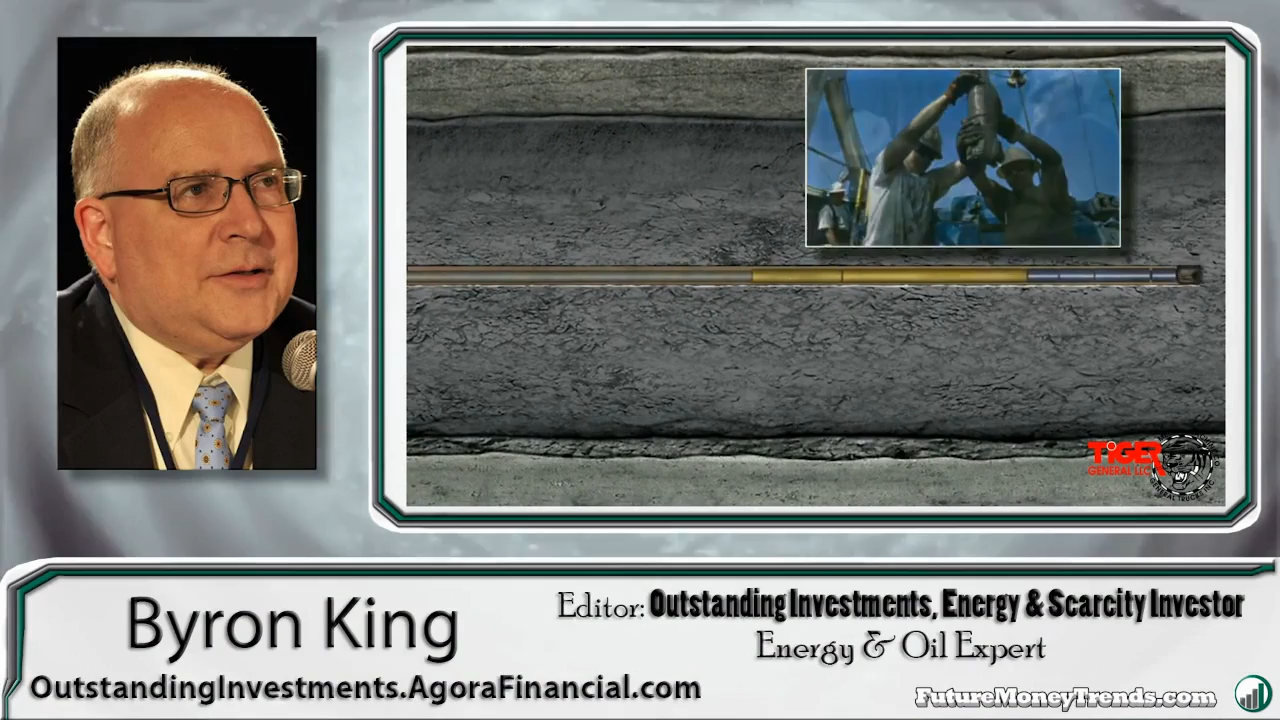 TIGER
GENERAL LLC
Byron King
OutstandingInvestments.AgoraFinancial.com
Editor: Outstanding Investments, Energy & Scarcity Investor
Energy & Oil Expert
FutureMoneyTrends.com